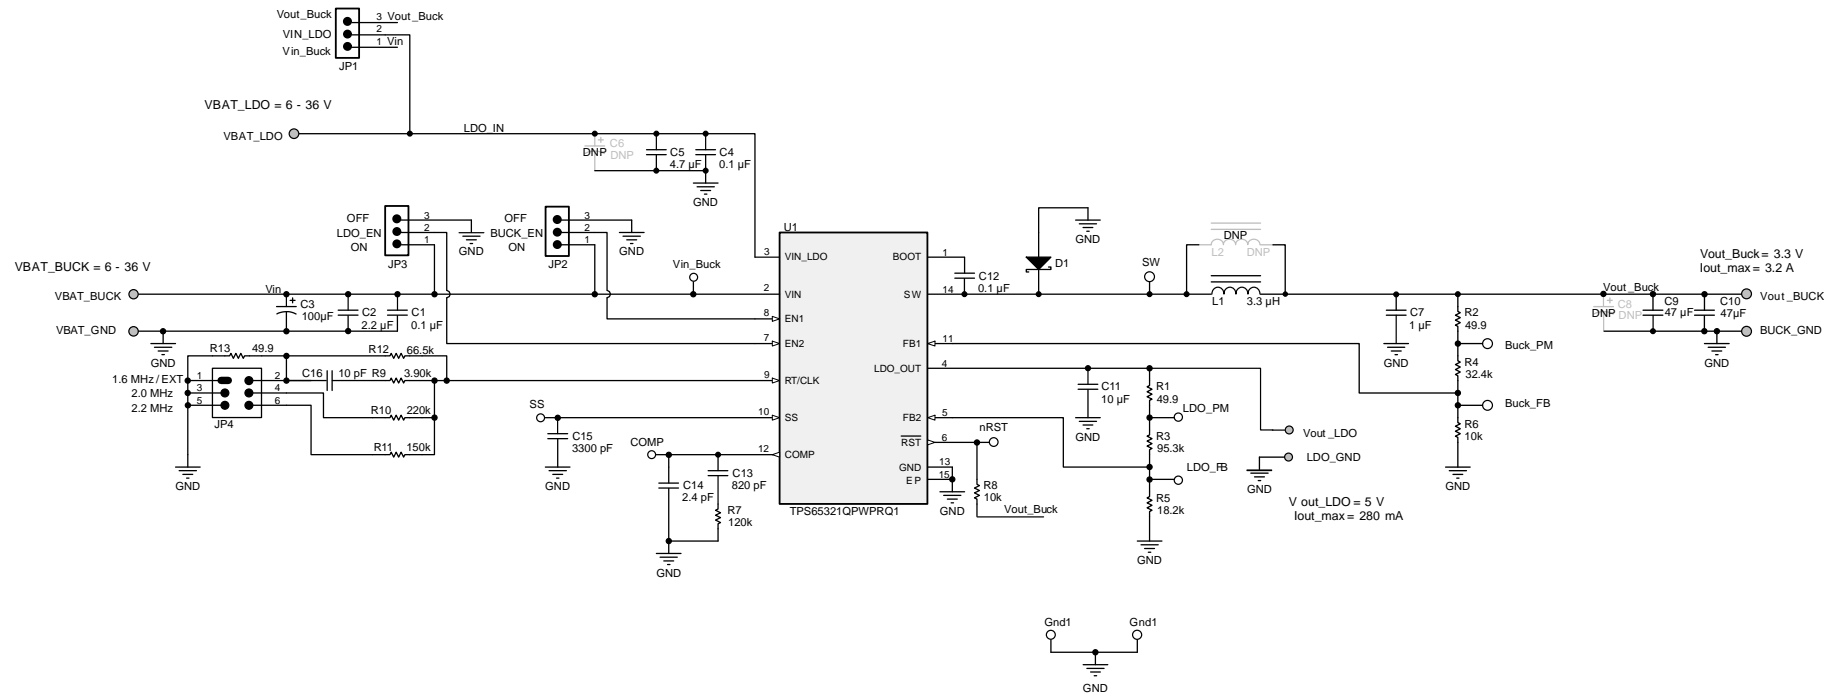 Vout_Buck
3 Vout_Buck
VIN_LDO
2
Vin_Buck
1 Vin
JP1
VBAT_LDO = 6 - 36 V
VBAT_LDO
LDO_IN
DNP
C6
DNP
C5
4.7 µF
C4
0.1 µF
GND
OFF
LDO_EN
ON
3
2
1
JP3
GND
OFF
BUCK_EN
ON
3
2
1
JP2
GND
VBAT_BUCK = 6 - 36 V
VBAT_BUCK
Vin
Vin_Buck
C3
100µF
C2
2.2 µF
C1
0.1 µF
VBAT_GND
GND
R13
49.9
R12
66.5k
1.6 MHz / EXT
1
2
C16
10 pF
R9
3.90k
2.0 MHz
3
4
2.2 MHz
5
6
JP4
R10
220k
R11
150k
GND
SS
C15
3300 pF
GND
COMP
C14
2.4 pF
C13
820 pF
R7
120k
GND
U1
3 VIN_LDO
2 VIN
8 EN1
7 EN2
9 RT/CLK
10 SS
12 COMP
BOOT 1
SW 14
FB1 11
LDO_OUT 4
FB2 5
RST 6
GND 13
EP 15
TPS65321QPWPRQ1
GND
C12
0.1 µF
D1
GND
SW
DNP
L2
DNP
L1
3.3 µH
Vout_Buck = 3.3 V
Iout_max = 3.2 A
Vout_Buck
Vout_BUCK
C7
1 µF
GND
R2
49.9
Buck_PM
R4
32.4k
Buck_FB
R6
10k
GND
DNP
C8
DNP
C9
47 µF
C10
47µF
BUCK_GND
GND
C11
10 µF
GND
R1
49.9
LDO_PM
R3
95.3k
LDO_FB
R5
18.2k
GND
nRST
R8
10k
Vout_Buck
Vout_LDO
LDO_GND
GND
V out_LDO = 5 V
Iout_max = 280 mA
Gnd1
Gnd1
GND